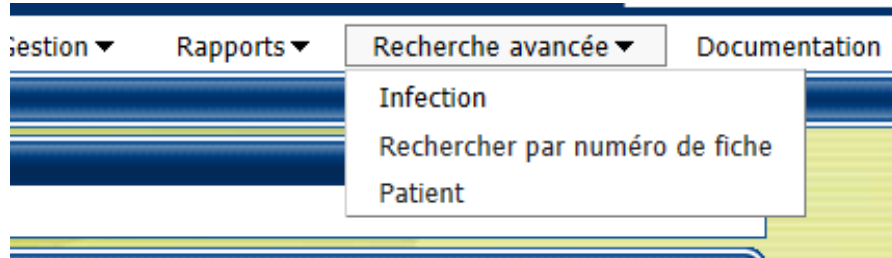 estion ▼ Rapports ▼ Recherche avancée ▼ Documentation
Infection
Rechercher par numéro de fiche
Patient